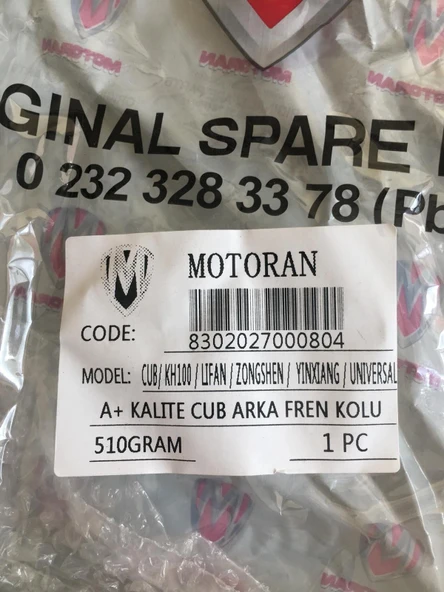 GINAL SPARE
0 232 328 33 78 (Pb
MOTORAN
CODE: 8302027000804
MODEL: CUB/ KH100 / LIFAN / ZONGSHEN / YINXIANG / UNIVERSAL
A+ KALITE CUB ARKA FREN KOLU
510GRAM 1 PC